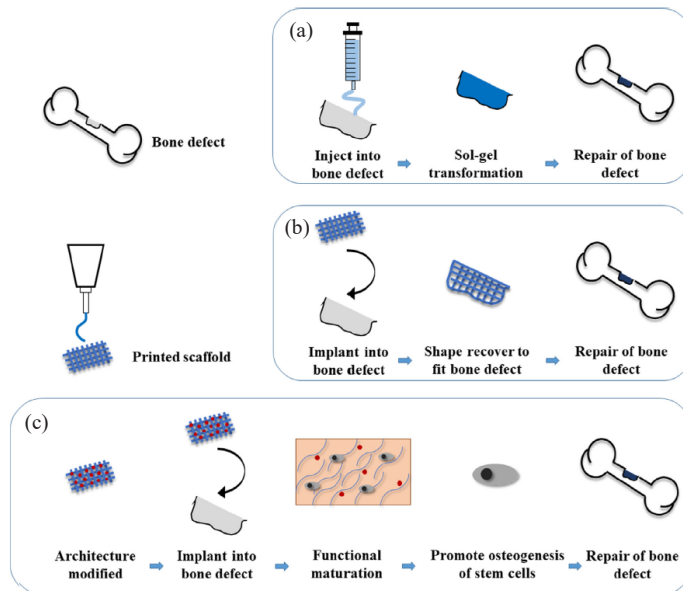 (a)
Bone defect
Inject into
bone defect
Sol-gel
transformation
Repair of bone
defect
(b)
Printed scaffold
Implant into
bone defect
Shape recover to
fit bone defect
Repair of bone
defect
(c)
Architecture
modified
Implant into
bone defect
Functional
maturation
Promote osteogenesis
of stem cells
Repair of bone
defect